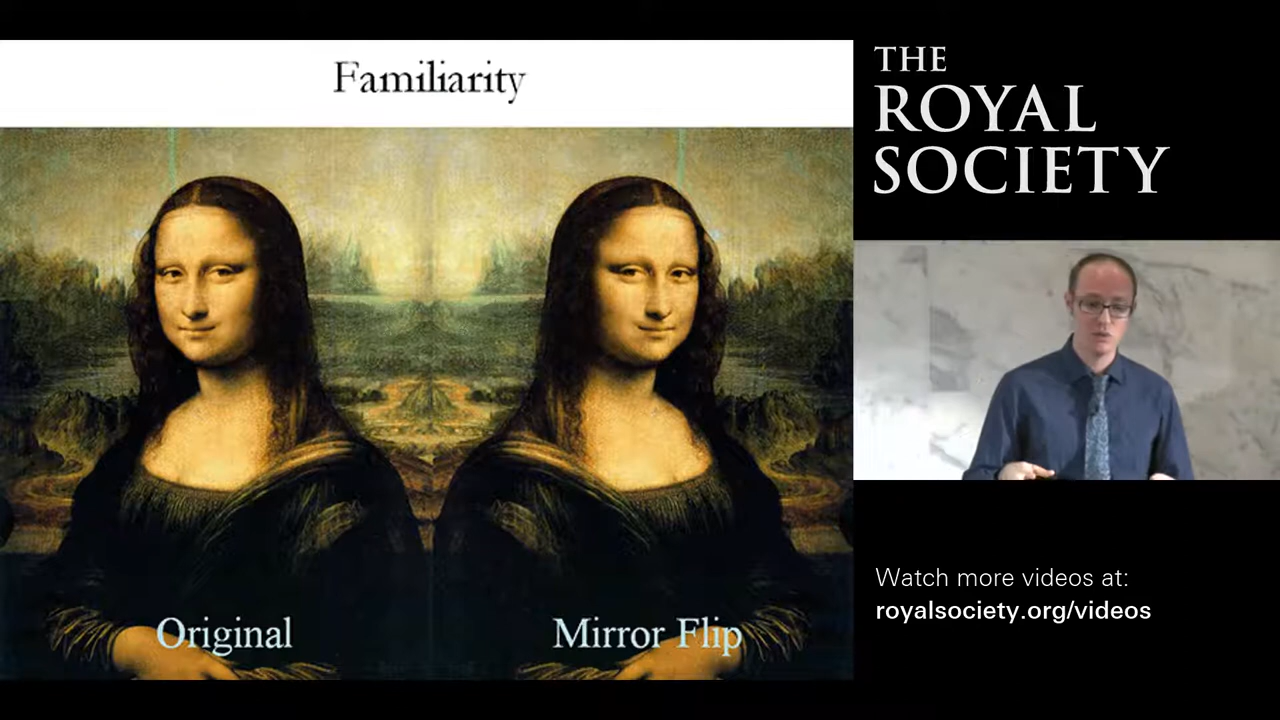 Familiarity
Original
Mirror Flip
THE
ROYAL
SOCIETY
Watch more videos at:
royalsociety.org/videos